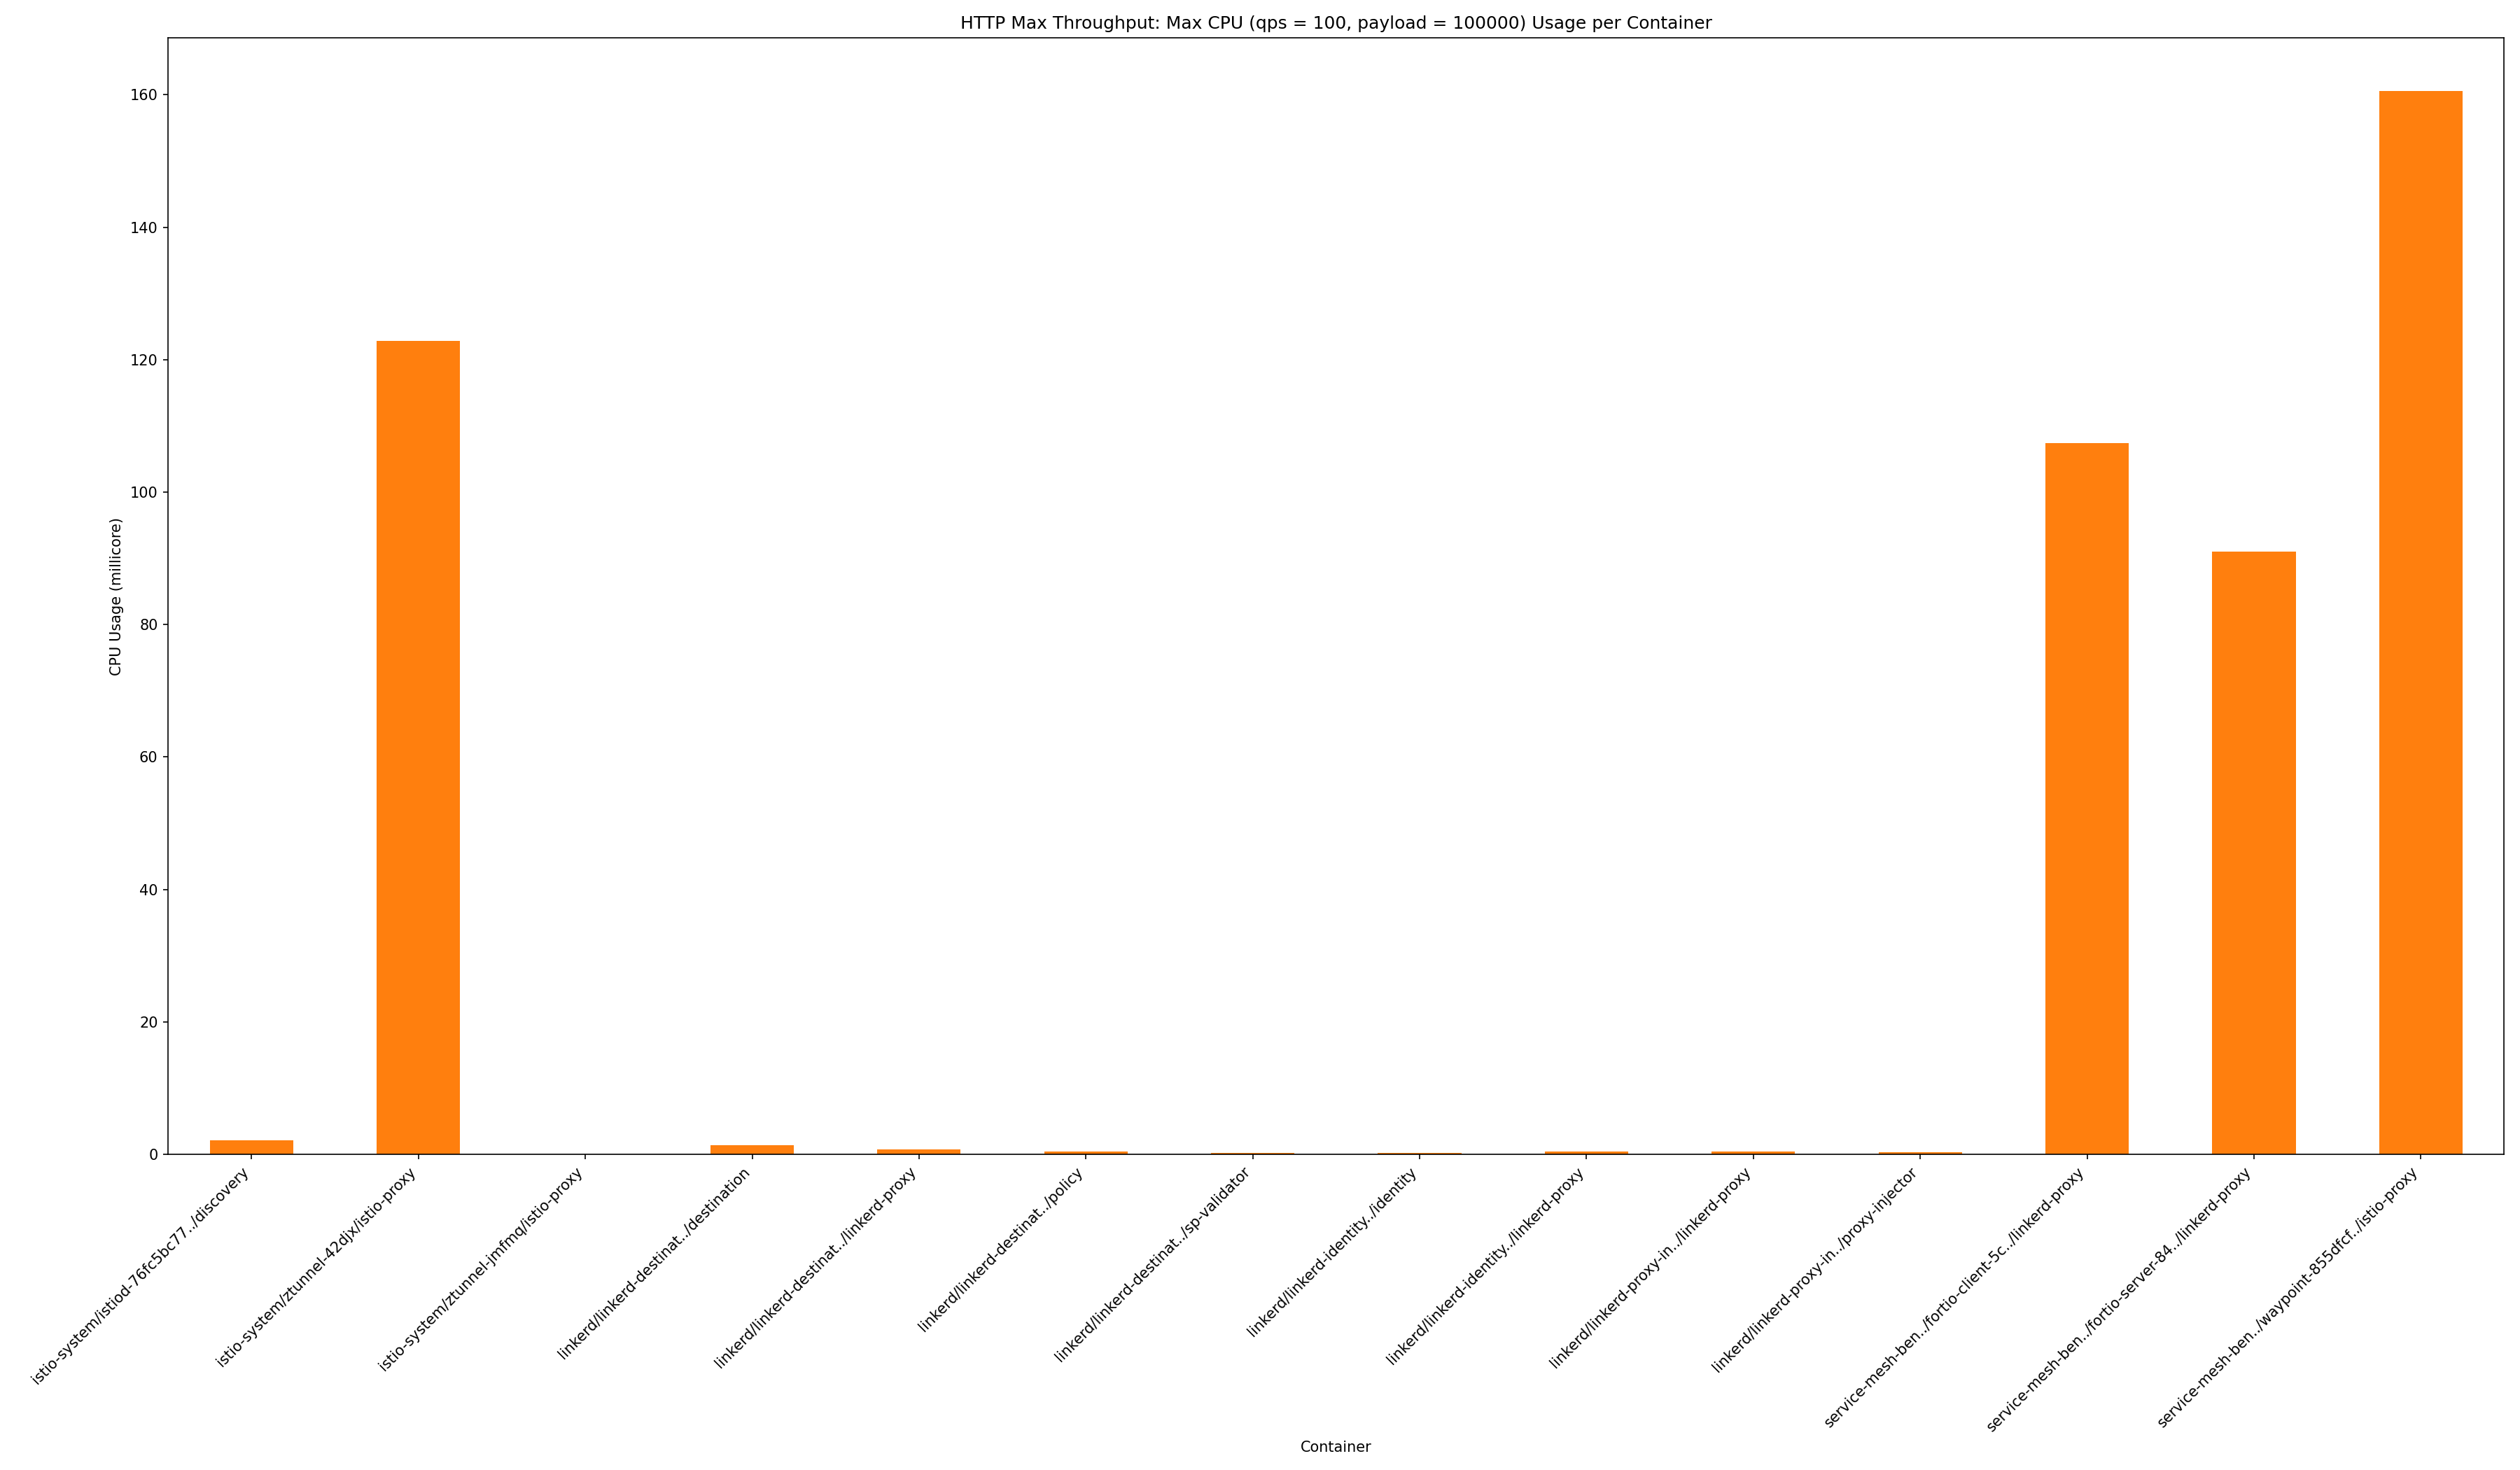 HTTP Max Throughput: Max CPU (qps = 100, payload = 100000) Usage per Container
CPU Usage (millicore)
160
140
120
100
80
60
40
20
0
istio-system/istiod-76fc5bc77../discovery
istio-system/ztunnel-42djx/istio-proxy
istio-system/ztunnel-jmfmq/istio-proxy
linkerd/linkerd-destinat../destination
linkerd/linkerd-destinat../linkerd-proxy
linkerd/linkerd-destinat../policy
linkerd/linkerd-destinat../sp-validator
linkerd/linkerd-identity../identity
linkerd/linkerd-identity../linkerd-proxy
linkerd/linkerd-proxy-in../linkerd-proxy
linkerd/linkerd-proxy-in../proxy-injector
service-mesh-ben../fortio-client-5c../linkerd-proxy
service-mesh-ben../fortio-server-84../linkerd-proxy
service-mesh-ben../waypoint-855dfcf../istio-proxy
Container